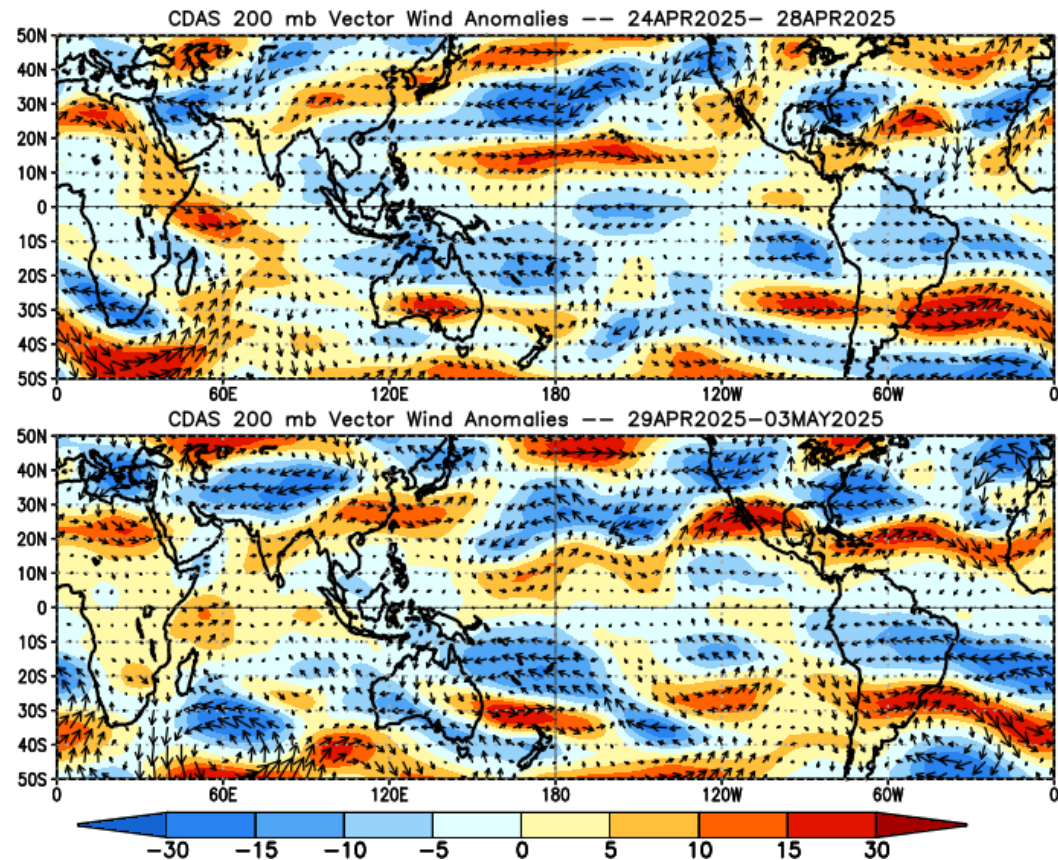 CDAS 200 mb Vector Wind Anomalies -- 24APR2025- 28APR2025
50N
40N
30N
20N
10N
0
10S
20S
30S
40S
50S
0 60E 120E 180 120W 60W 0
CDAS 200 mb Vector Wind Anomalies -- 29APR2025-03MAY2025
50N
40N
30N
20N
10N
0
10S
20S
30S
40S
50S
0 60E 120E 180 120W 60W 0
-30 -15 -10 -5 0 5 10 15 30